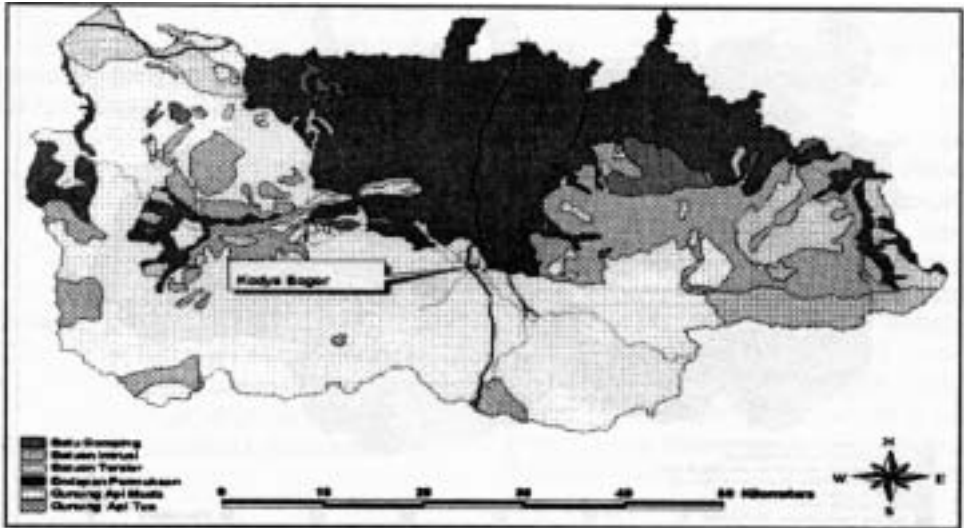 Kodya Bogor
Batu Gamping
Batuan Intrusi
Batuan Tersier
Endapan Permukaan
Gunung Api Muda
Gunung Api Tua
0 10 20 30 40 50 Kilometers
N
W E
S